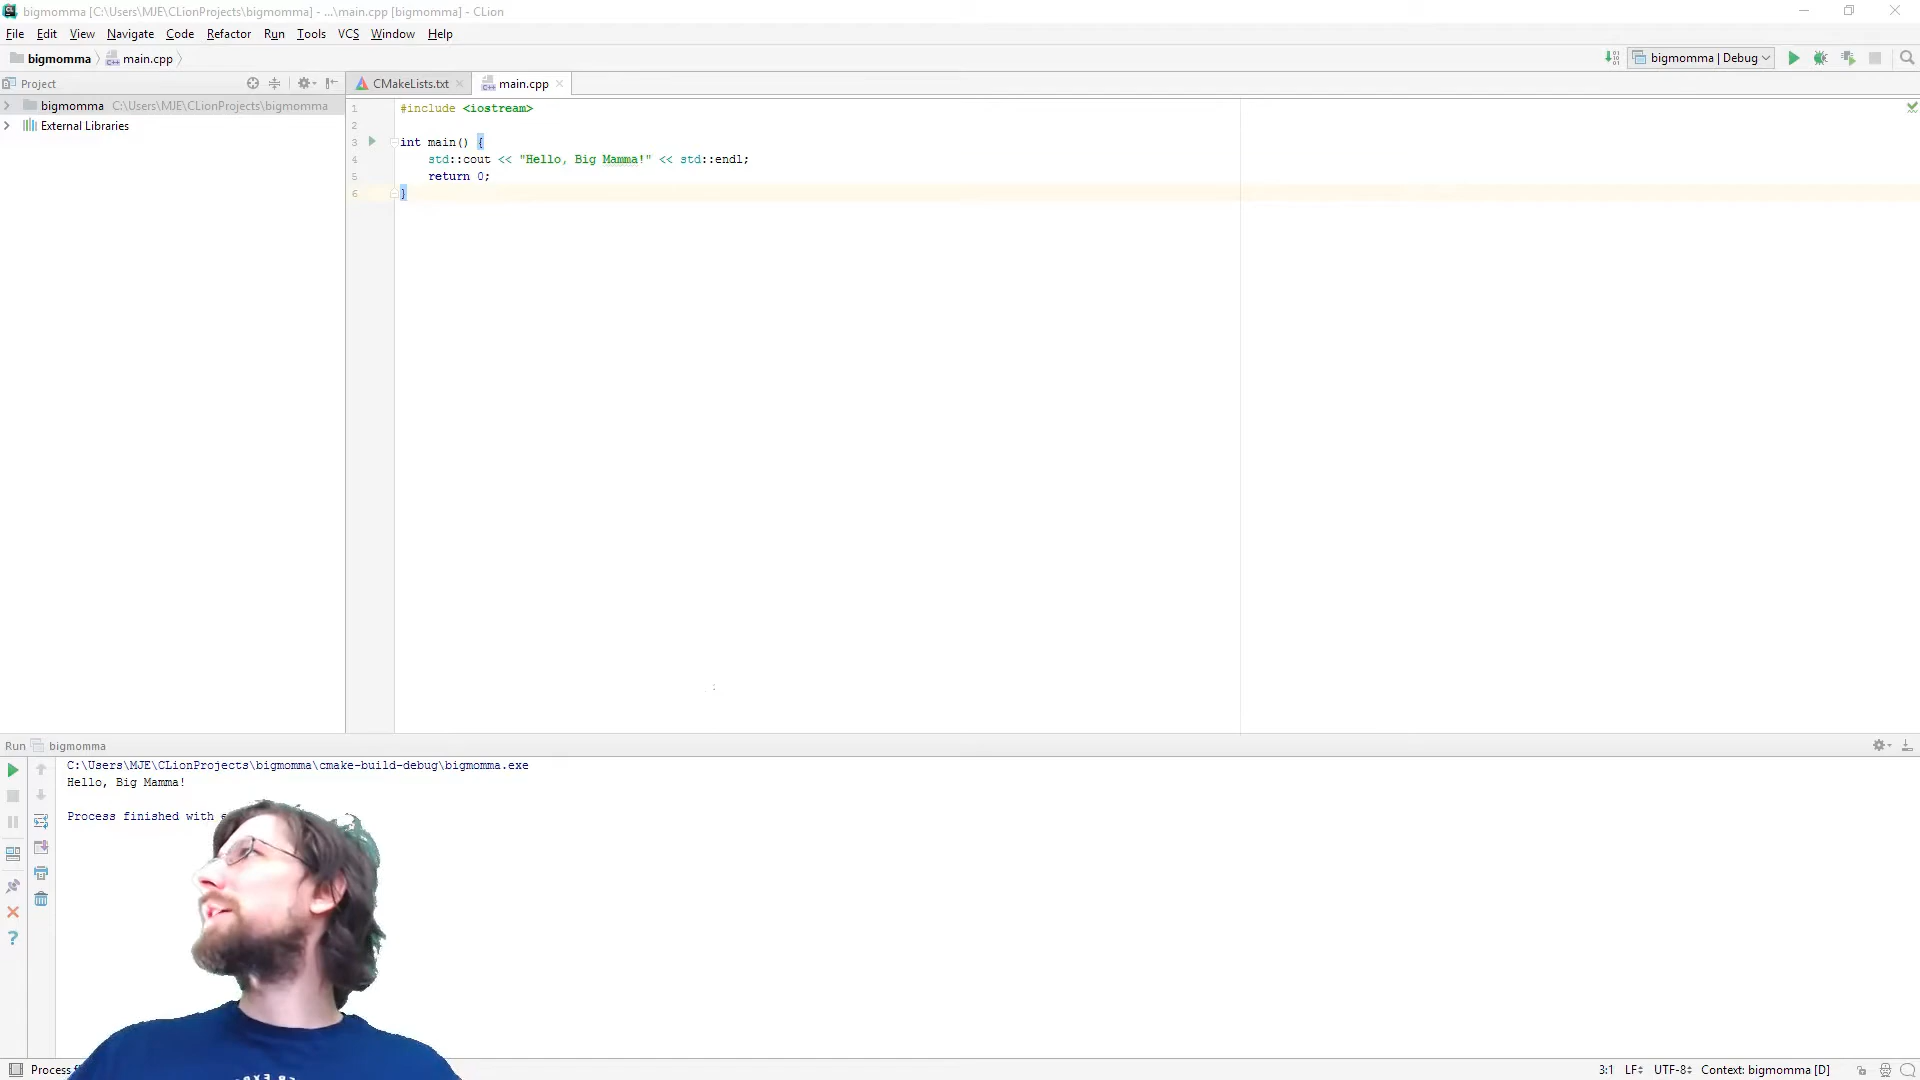 bigmomma [C:\Users\MJE\CLionProjects\bigmomma] - ...\main.cpp [bigmomma] - CLion
File Edit View Navigate Code Refactor Run Tools VCS Window Help
bigmomma main.cpp
bigmomma | Debug
Project
CMakeLists.txt main.cpp
bigmomma C:\Users\MJE\CLionProjects\bigmomma
External Libraries
1 #include <iostream>
2
3 int main() {
4 std::cout << "Hello, Big Mamma!" << std::endl;
5 return 0;
6 }
Run bigmomma
C:\Users\MJE\CLionProjects\bigmomma\cmake-build-debug\bigmomma.exe
Hello, Big Mamma!
Process finished with
Process
3:1 LF UTF-8 Context: bigmomma [D]